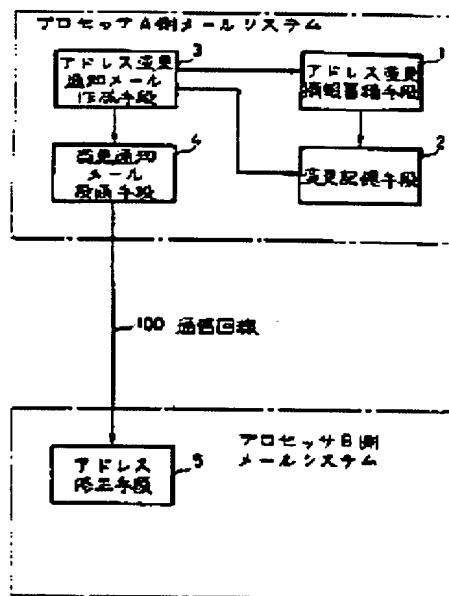 プロセッサA側メールシステム
3
アドレス変更
通知メール
作成手段
1
アドレス変更
情報蓄積手段
4
変更通知
メール
投函手段
2
変更記憶手段
100 通信回線
プロセッサB側
メールシステム
5
アドレス
修正手段